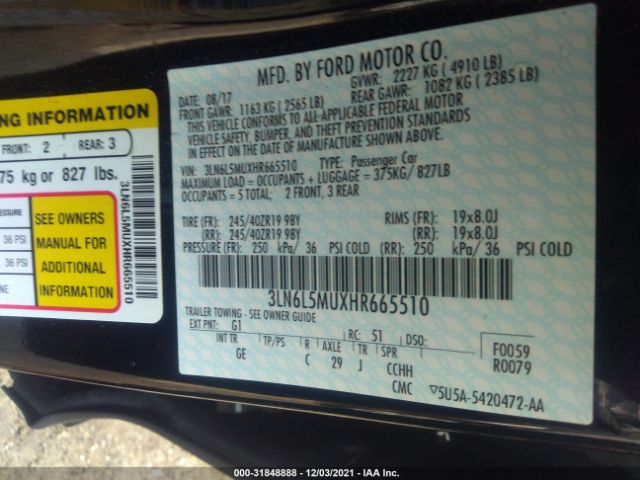 NG INFORMATION
FRONT: 2 REAR: 3
75 kg or 827 lbs.
PRESSURE
36 PSI
36 PSI
NE
SEE OWNERS
MANUAL FOR
ADDITIONAL
INFORMATION
3LN6L5MUXHR665510
MFD. BY FORD MOTOR CO.
DATE: 08/17 GVWR: 2227 KG ( 4910 LB)
FRONT GAWR: 1163 KG ( 2565 LB) REAR GAWR: 1082 KG ( 2385 LB)
THIS VEHICLE CONFORMS TO ALL APPLICABLE FEDERAL MOTOR
VEHICLE SAFETY, BUMPER, AND THEFT PREVENTION STANDARDS
IN EFFECT ON THE DATE OF MANUFACTURE SHOWN ABOVE.
VIN: 3LN6L5MUXHR665510 TYPE: Passenger Car
MAXIMUM LOAD = OCCUPANTS + LUGGAGE = 375KG/ 827LB
OCCUPANTS = 5 TOTAL: 2 FRONT, 3 REAR
TIRE (FR): 245/40ZR19 98Y RIMS (FR): 19x8.0J
(RR): 245/40ZR19 98Y (RR): 19x8.0J
PRESSURE (FR): 250 kPa/ 36 PSI COLD (RR): 250 kPa/ 36 PSI COLD
3LN6L5MUXHR665510
TRAILER TOWING - SEE OWNER GUIDE
EXT PNT: G1 RC: 51 DSO: F0059
INT TR TP/PS R AXLE TR SPR R0079
GE C 29 J CCHH
CMC ▽5U5A-5420472-AA
000-31848888 - 12/03/2021 - IAA Inc.